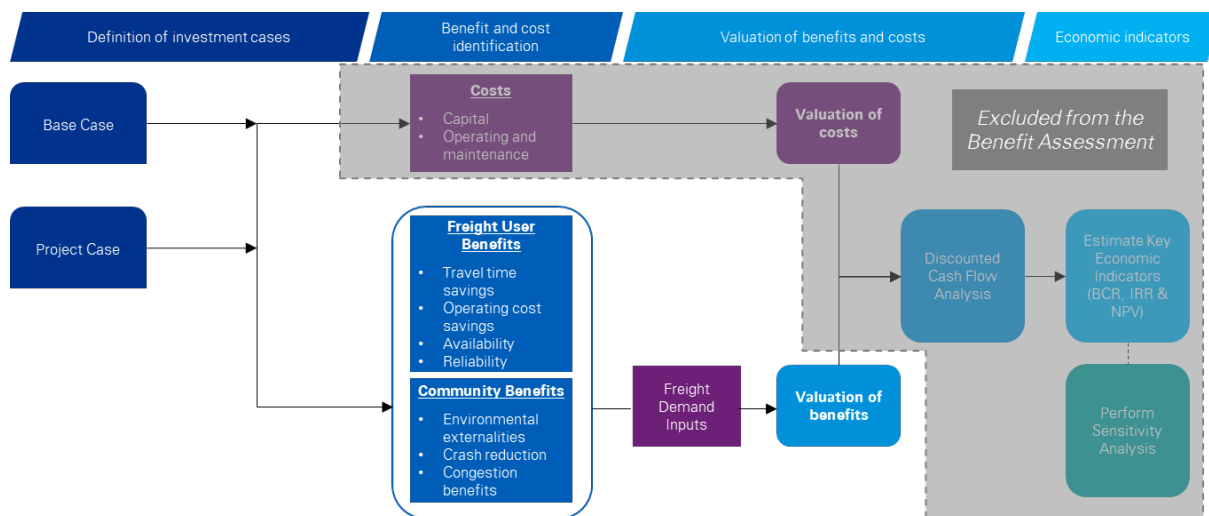 Definition of investment cases
Benefit and cost
identification
Valuation of benefits and costs
Economic indicators
Base Case
Costs
• Capital
• Operating and
maintenance
Valuation of
costs
Excluded from the
Benefit Assessment
Project Case
Freight User
Benefits
• Travel time
savings
• Operating cost
savings
• Availability
• Reliability
Community Benefits
• Environmental
externalities
• Crash reduction
• Congestion
benefits
Freight
Demand
Inputs
Valuation of
benefits
Discounted
Cash Flow
Analysis
Estimate Key
Economic
Indicators
(BCR, IRR &
NPV)
Perform
Sensitivity
Analysis